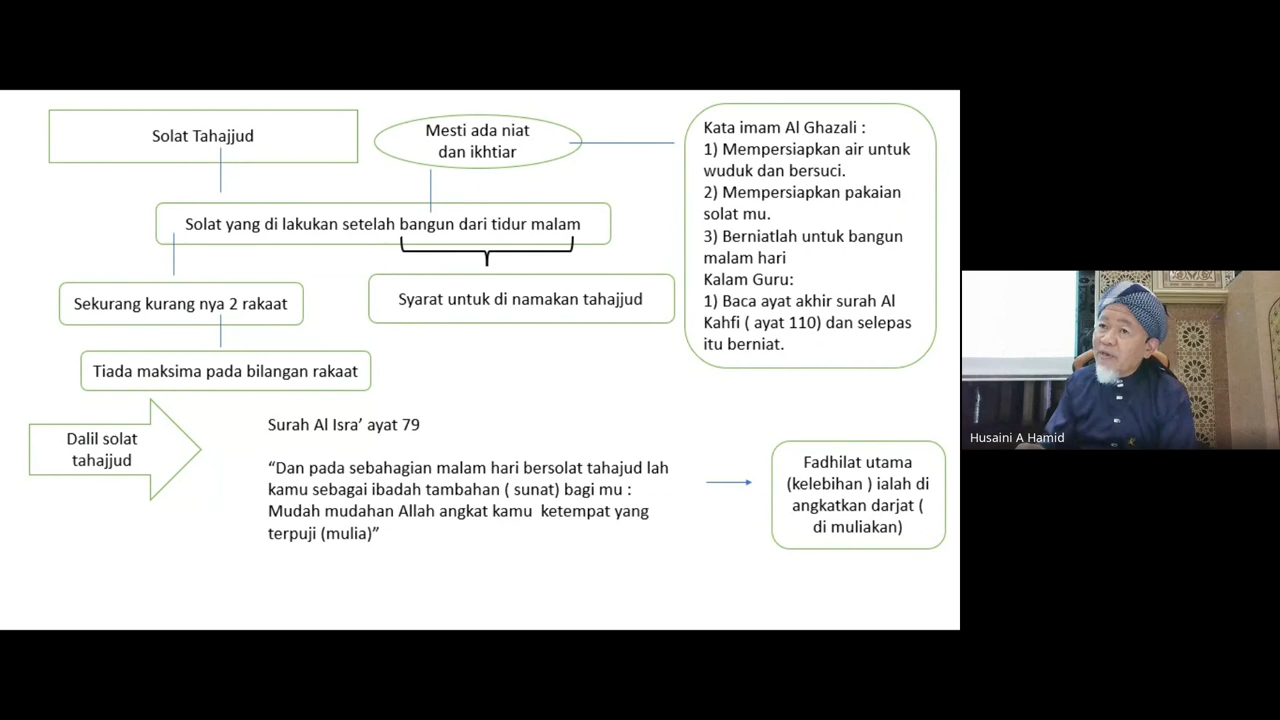 Solat Tahajjud
Mesti ada niat
dan ikhtiar
Solat yang di lakukan setelah bangun dari tidur malam
Sekurang kurang nya 2 rakaat
Syarat untuk di namakan tahajjud
Tiada maksima pada bilangan rakaat
Kata imam Al Ghazali :
1) Mempersiapkan air untuk
wuduk dan bersuci.
2) Mempersiapkan pakaian
solat mu.
3) Berniatlah untuk bangun
malam hari
Kalam Guru:
1) Baca ayat akhir surah Al
Kahfi ( ayat 110) dan selepas
itu berniat.
Dalil solat
tahajjud
Surah Al Isra’ ayat 79
“Dan pada sebahagian malam hari bersolat tahajud lah
kamu sebagai ibadah tambahan ( sunat) bagi mu :
Mudah mudahan Allah angkat kamu  ketempat yang
terpuji (mulia)”
Fadhilat utama
(kelebihan ) ialah di
angkatkan darjat (
di muliakan)
Husaini A Hamid